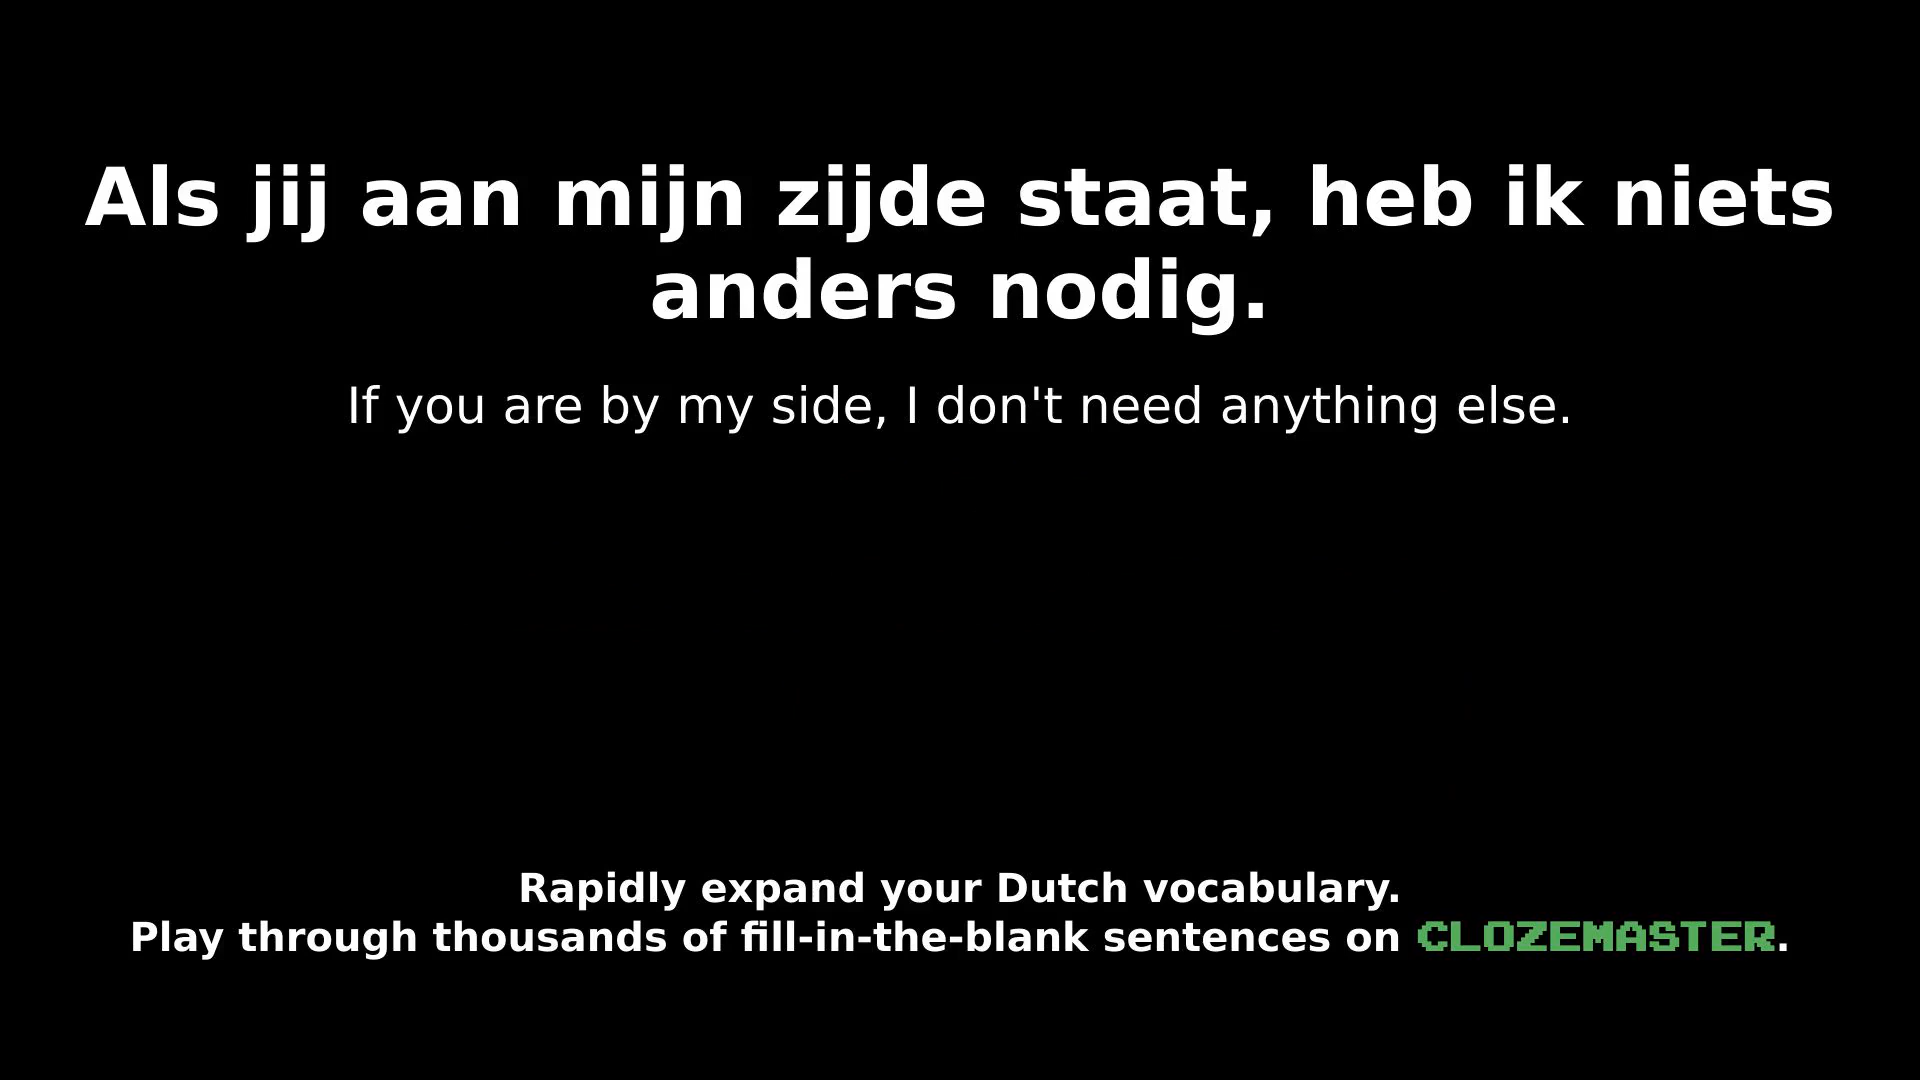 Als jij aan mijn zijde staat, heb ik niets
anders nodig.
If you are by my side, I don't need anything else.
Rapidly expand your Dutch vocabulary.
Play through thousands of fill-in-the-blank sentences on CLOZEMASTER.